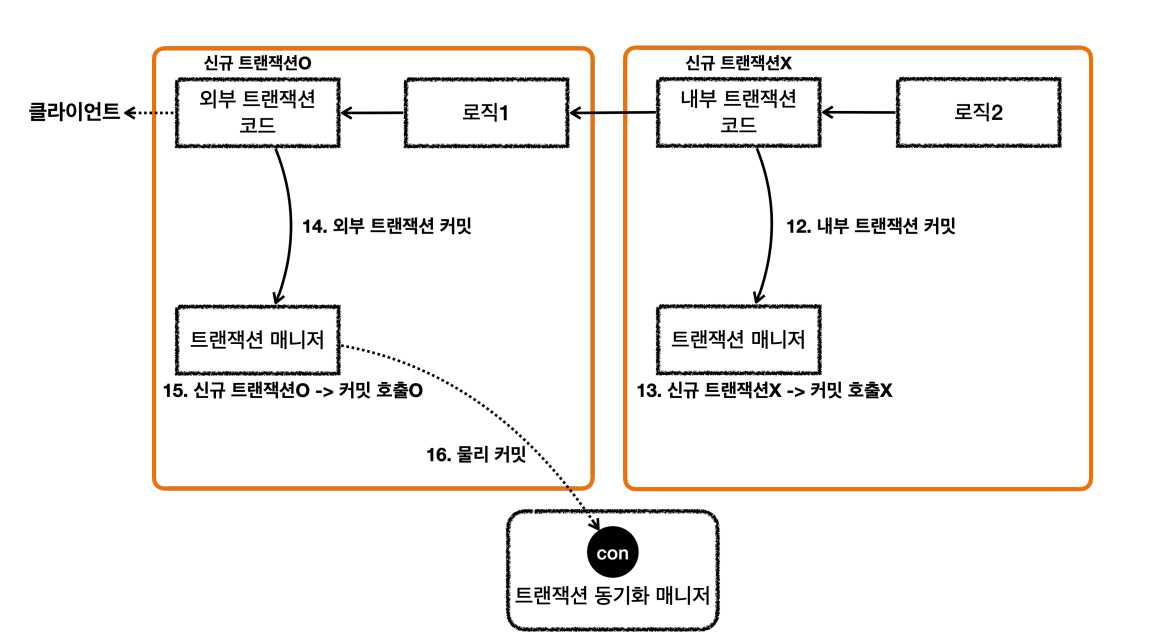 신규 트랜잭션O
신규 트랜잭션X
클라이언트
외부 트랜잭션
코드
로직1
내부 트랜잭션
코드
로직2
14. 외부 트랜잭션 커밋
12. 내부 트랜잭션 커밋
트랜잭션 매니저
트랜잭션 매니저
15. 신규 트랜잭션O -> 커밋 호출O
13. 신규 트랜잭션X -> 커밋 호출X
16. 물리 커밋
con
트랜잭션 동기화 매니저